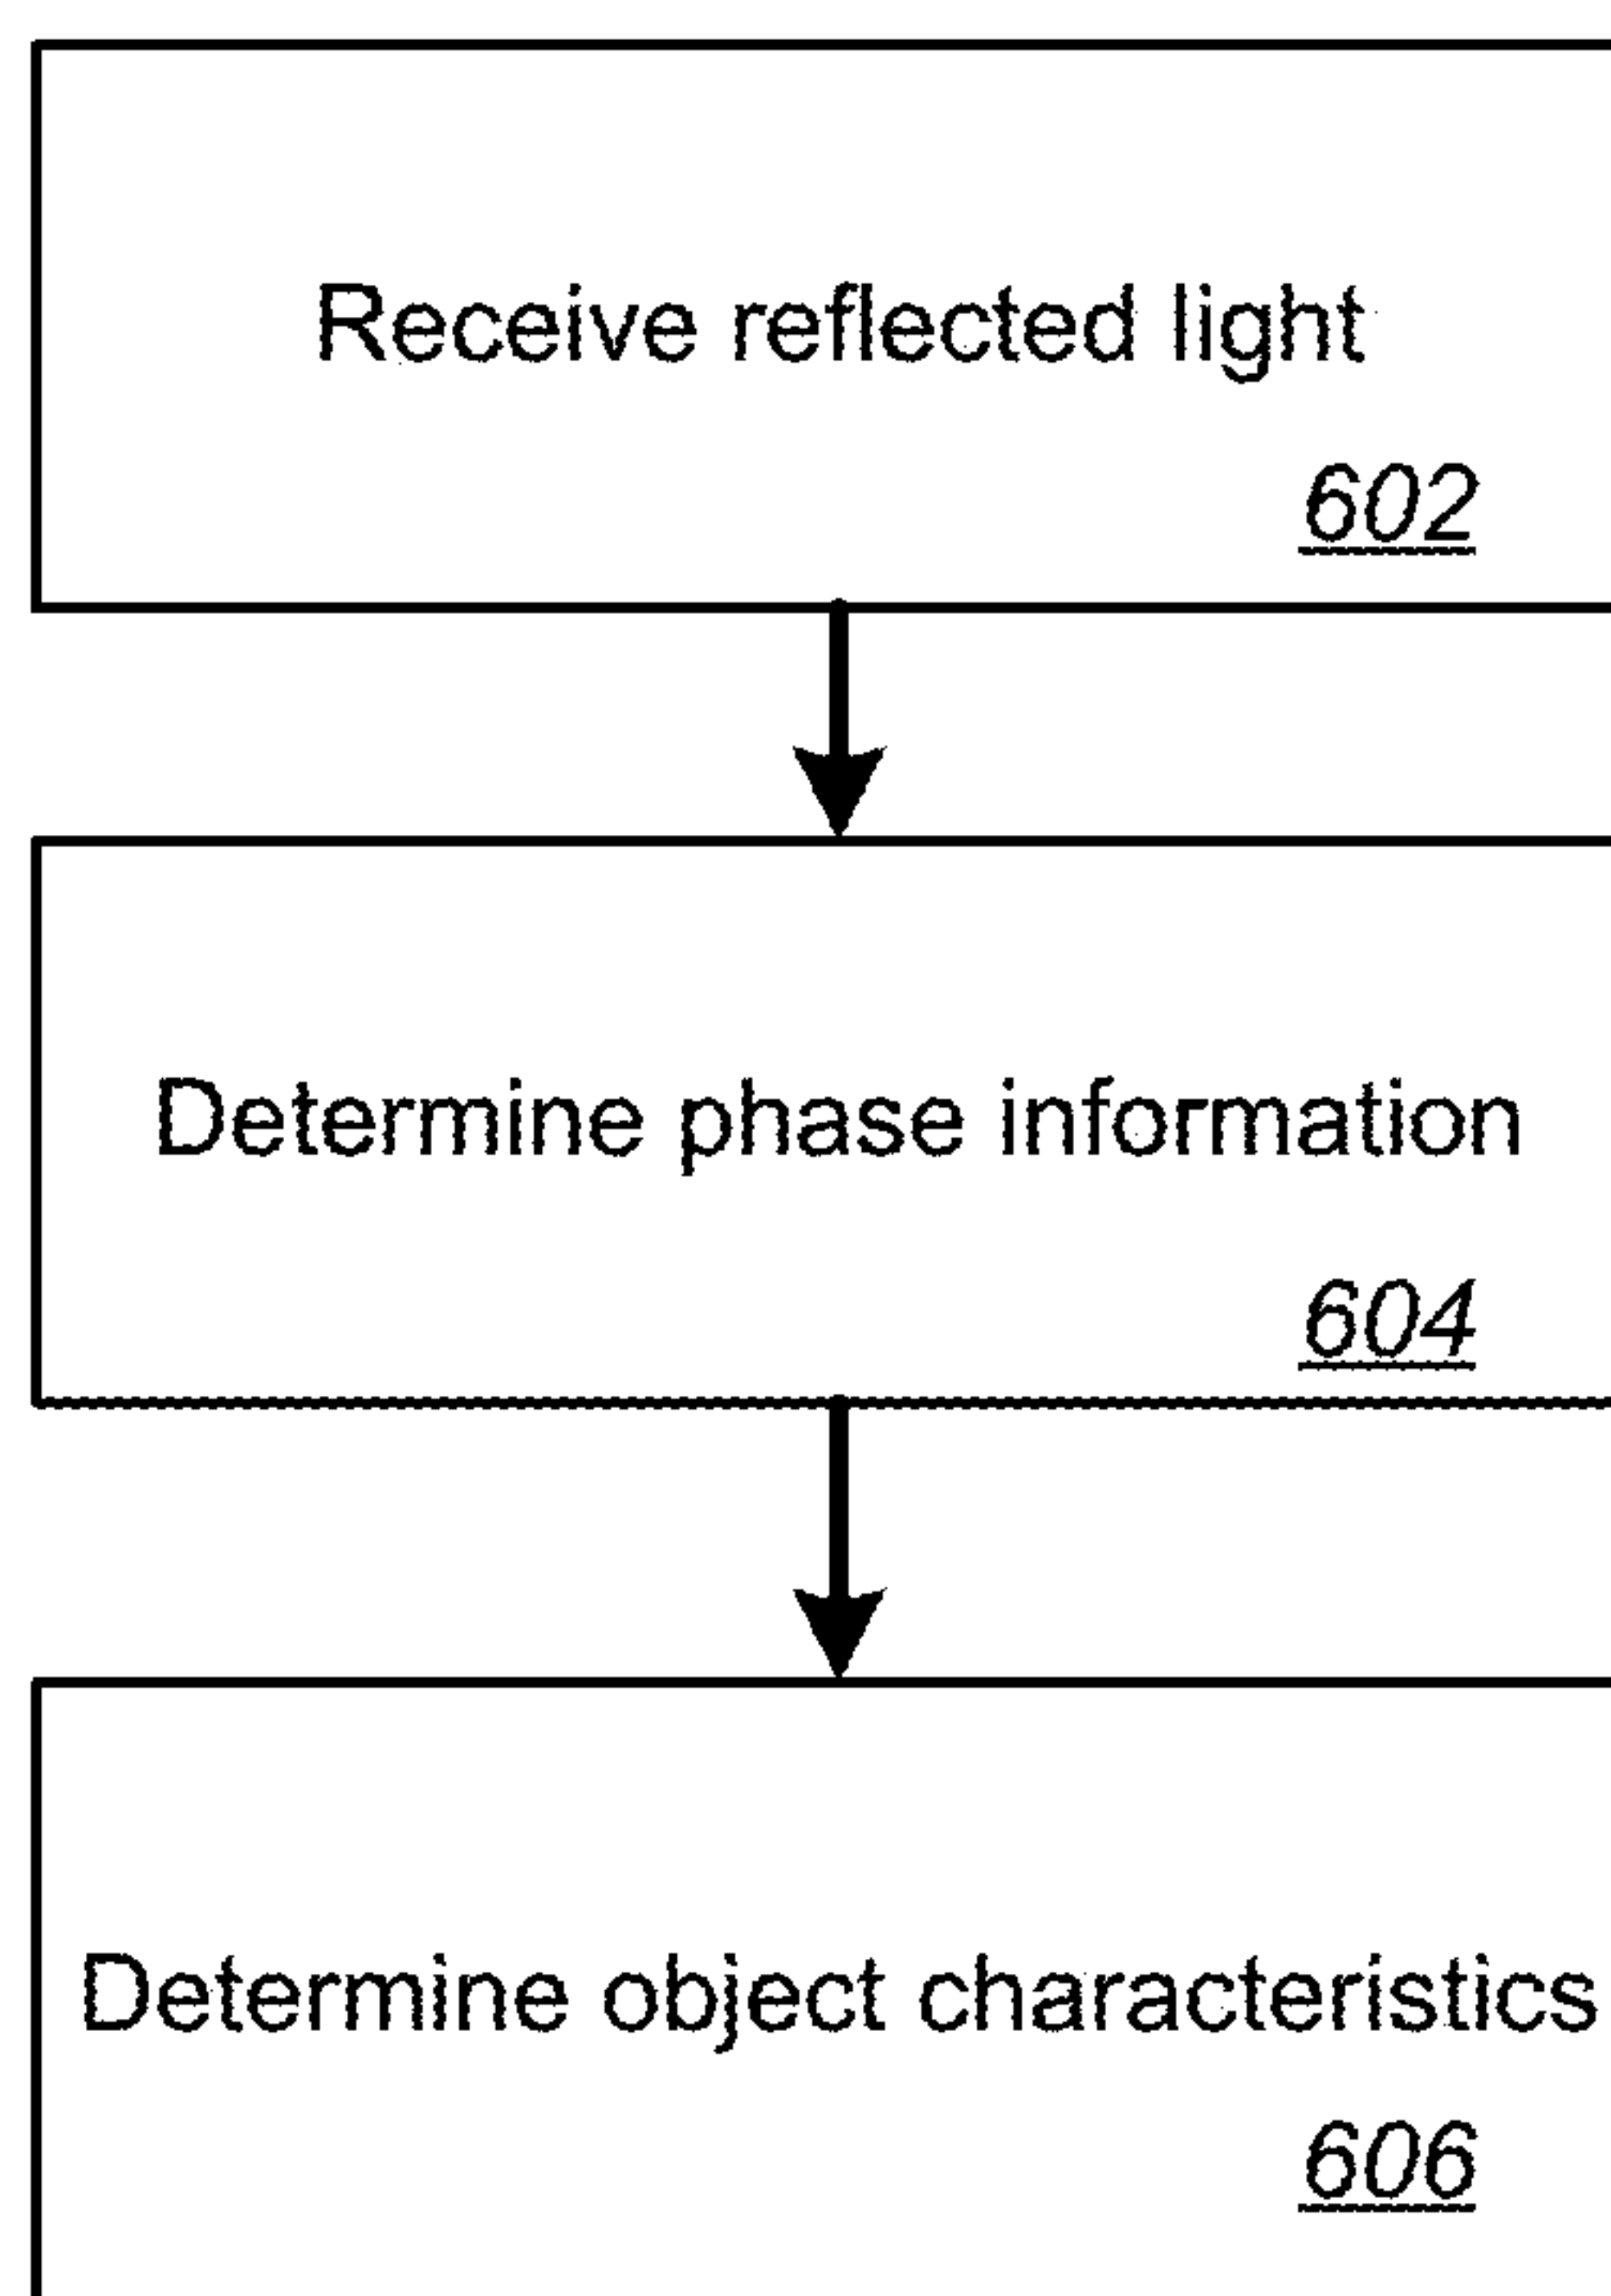 Receive reflected light
602
Determine phase information
604
Determine object characteristics
606